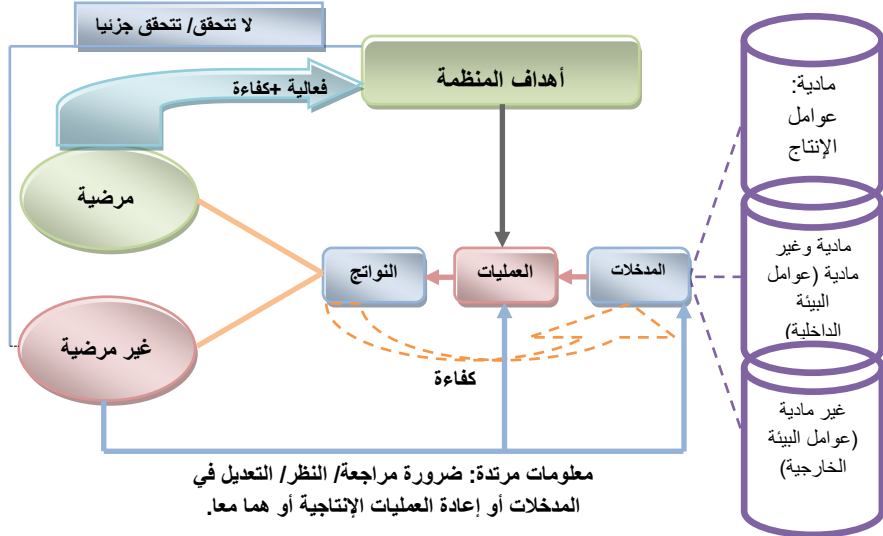 لا تتحقق/ تتحقق جزئيا
أهداف المنظمة
فعالية +كفاءة
مادية:
عوامل
الإنتاج
مرضية
مادية وغير
مادية (عوامل
البيئة
الداخلية)
المدخلات
العمليات
النواتج
غير مرضية
كفاءة
غير مادية
(عوامل البيئة
الخارجية)
معلومات مرتدة: ضرورة مراجعة/ النظر/ التعديل في
المدخلات أو إعادة العمليات الإنتاجية أو هما معا.